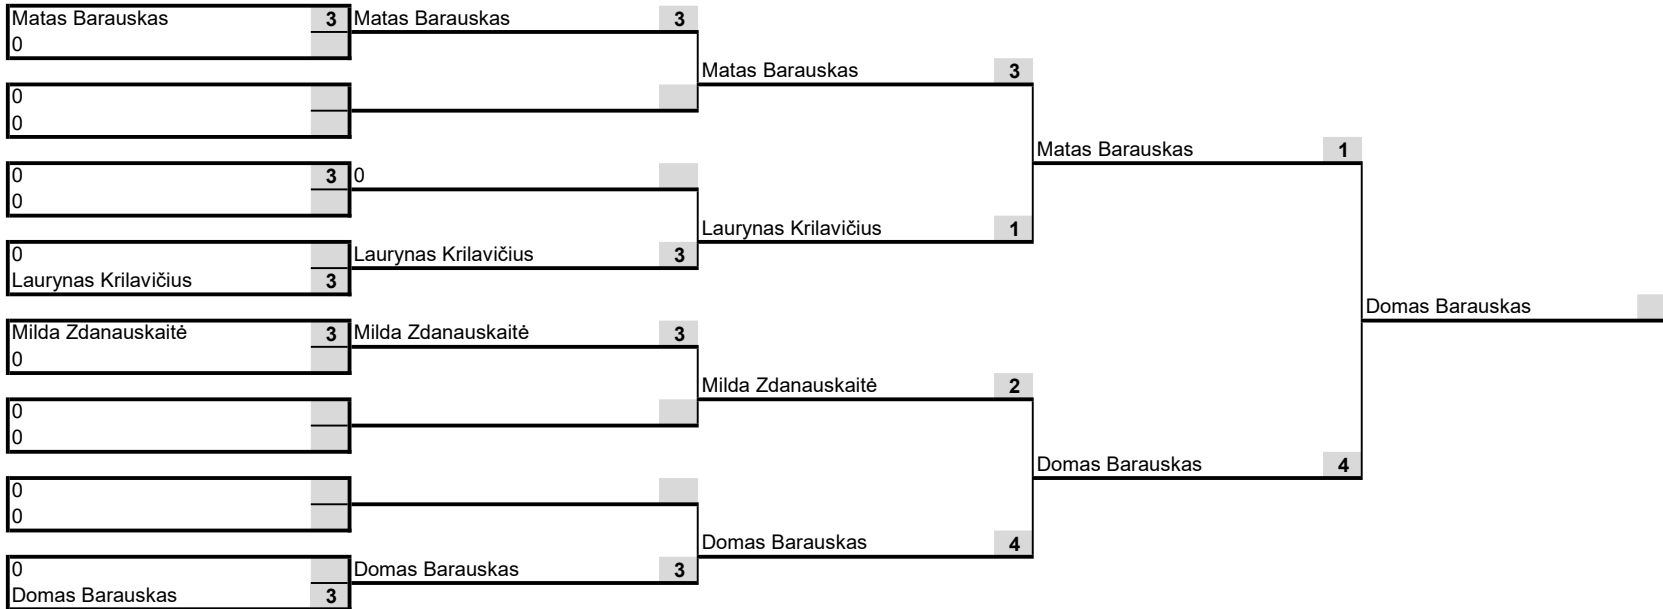 Matas Barauskas 3
0
0
0
0 3
0
0
Laurynas Krilavičius 3
Milda Zdanauskaitė 3
0
0
0
0
0
0
Domas Barauskas 3
Matas Barauskas 3
0
Laurynas Krilavičius 3
Milda Zdanauskaitė 3
Domas Barauskas 3
Matas Barauskas 3
Laurynas Krilavičius 1
Milda Zdanauskaitė 2
Domas Barauskas 4
Matas Barauskas 1
Domas Barauskas 4
Domas Barauskas